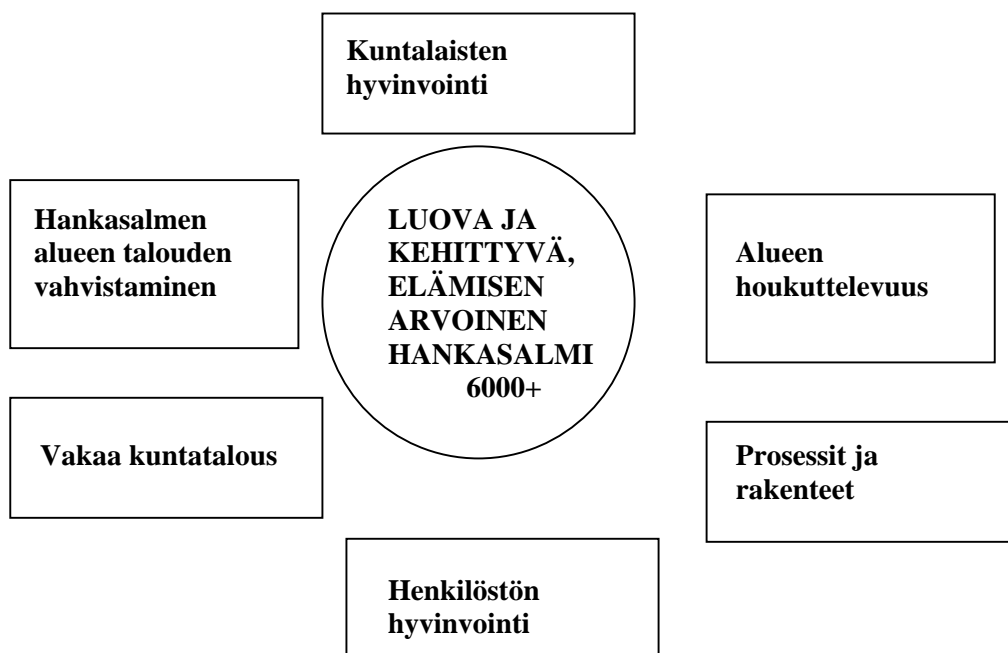 Kuntalaisten
hyvinvointi
Hankasalmen
alueen talouden
vahvistaminen
LUOVA JA
KEHITTYVÄ,
ELÄMISEN
ARVOINEN
HANKASALMI
6000+
Alueen
houkuttelevuus
Vakaa kuntatalous
Prosessit ja
rakenteet
Henkilöstön
hyvinvointi